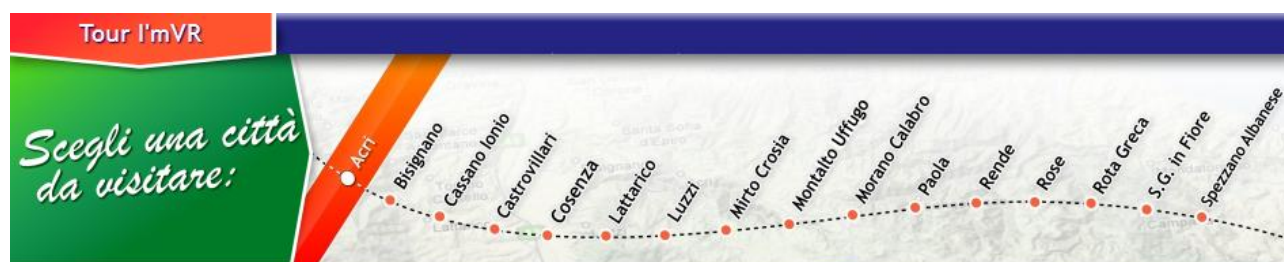 Tour I'mVR
Scegli una città
da visitare:
Acri
Bisignano
Cassano Ionio
Castrovillari
Cosenza
Lattarico
Luzzi
Mirto Crosia
Montalto Uffugo
Morano Calabro
Paola
Rende
Rose
Rota Greca
S.G. in Fiore
Spezzano Albanese